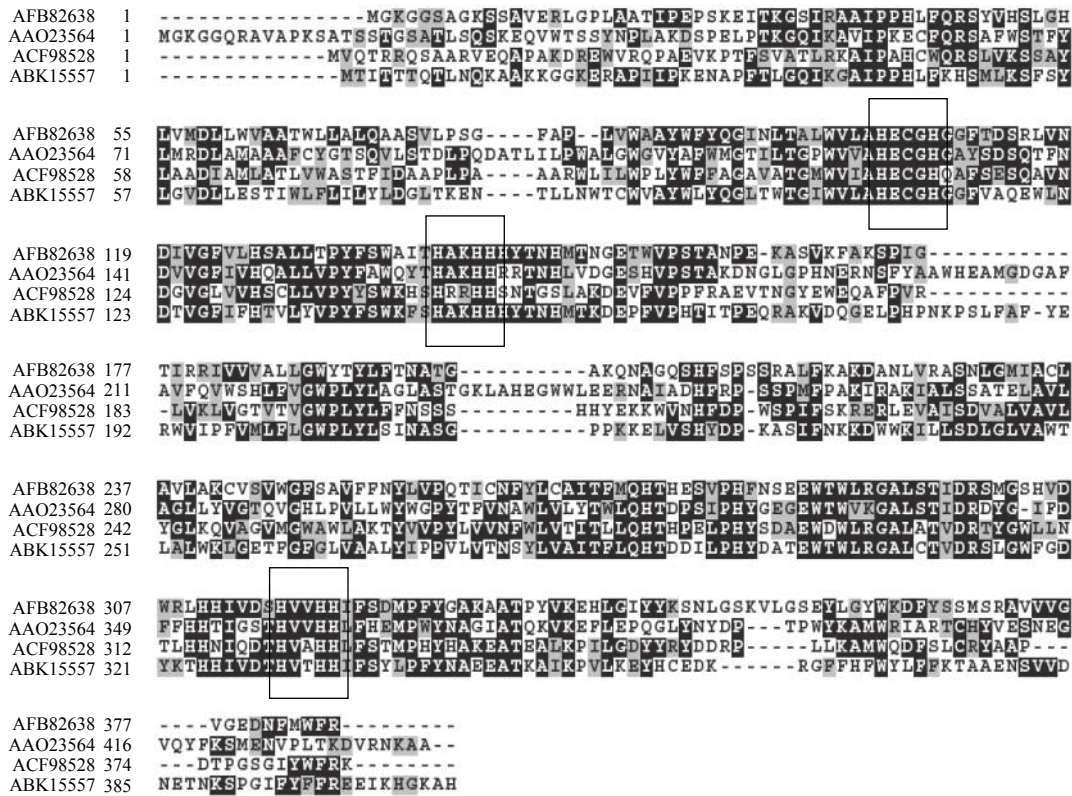 AFB82638 1 ----------------MGKGGSAGKSSAVERLGPLAATIPEPSKEITKGSIRAAIPPHLFQRSYVHSLGH
AAO23564 1 MGKGGQRAVAPKSATSSTGSATLSQSKEQVWTSSYNPLAKDSPELPTKGQIKAVIPKECFQRSAFWSTFY
ACF98528 1 -------------MVQTRRQSAARVEQAPAKDREWVRQPAEVKPTFSVATLRKAIPAHCWQRSLVKSSAY
ABK15557 1 --------------MTITTTQTLNQKAAKKGGKERAPIIPKENAPFTLGQIKGAIPPHLFKHSMLKSFSY
AFB82638 55 LVMDLLWVAATWLLALQAASVLPSG----FAP--LVWAAYWFYQGINLTALWVLAHECGHGGFTDSRLVN
AAO23564 71 LMRDLAMAAAFCYGTSQVLSTDLPQDATLILPWALGWGVYAFWMGTILTGPWVVAHECGHGAYSDSQTFN
ACF98528 58 LAADIAMLATLVWASTFIDAAPLPA----AARWLILWPLYWFFAGAVATGMWVIAHECGHQAFSESQAVN
ABK15557 57 LGVDLLESTIWLFLILYLDGLTKEN----TLLNWTCWVAYWLYQGLTWTGIWVLAHECGHGGFVAQEWLN
AFB82638 119 DIVGFVLHSALLTPYFSWAITHAKHHHYTNHMTNGETWVPSTANPE-KASVKFAKSPIG-----------
AAO23564 141 DVVGFIVHQALLVPYFAWQYTHAKHHRRTNHLVDGESHVPSTAKDNGLGPHNERNSFYAAWHEAMGDGAF
ACF98528 124 DGVGLVVHSCLLVPYYSWKHSHRRHHSNTGSLAKDEVFVPPFRAEVTNGYEWEQAFPVR-----------
ABK15557 123 DTVGFIFHTVLYVPYFSWKFSHAKHHHYTNHMTKDEPFVPHTITPEQRAKVDQGELPHPNKPSLFAF-YE
AFB82638 177 TIRRIVVVALLGWYTYLFTNATG---------AKQNAGQSHFSPSSRALFKAKDANLVRASNLGMIACL
AAO23564 211 AVFQVWSHLFVGWPLYLAGLASTGKLAHEGWWLEERNAIADHFRP-SSPMFPAKIRAKIALSSATELAVL
ACF98528 183 -LVKLVGTVTVGWPLYLFFNSSS---------HHYEKKWVNHFDP-WSPIFSKRERLEVAISDVALVAVL
ABK15557 192 RWVIPFVMLFLGWPLYLSINASG---------PPKKELVSHYDP-KASIFNKKDWWKILLSDLGLVAWT
AFB82638 237 AVLAKCVSVWGFSAVFFNYLVPQTICNFYLCAITFMQHTHESVPHFNSEEWTWLRGALSTIDRSMGSHVD
AAO23564 280 AGLLYVGTQVGHLPVLLWYWGPYTFVNAWLVLYTWLQHTDPSIPHYGEGEWTWVKGALSTIDRDYG-IFD
ACF98528 242 YGLKQVAGVMGWAWLAKTYVVPYLVVNFWLVTITLLQHTHPELPHYSDAEWDWLRGALATVDRTYGWLLN
ABK15557 251 LALWKLGETFGFGLVAALYIPPVLVTNSYLVAITFLQHTDDILPHYDATEWTWLRGALCTVDRSLGWFGD
AFB82638 307 WRLHHIVDSHVVHHIFSDMPFYGAKAATPYVKEHLGIYYKSNLGSKVLGSEYLGYWKDFYSSMSRAVVVG
AAO23564 349 FFHHTIGSTHVVHHLFHEMPWYNAGIATQKVKEFLEPQGLYNYDP---TPWYKAMWRIARTCHYVESNEG
ACF98528 312 TLHHNIQDTHVAHHLFSTMPHYHAKEATEALKPILGDYYRYDDRP---LLKAMWQDFSLCRYAAP---
ABK15557 321 YKTHHIVDTHVTHHIFSYLPFYNAEEATKAIKPVLKEYHCEDK-----RGFFHFWYLFFKTAAENSVVD
AFB82638 377 ----VGEDNFMWFR---------
AAO23564 416 VQYFKSMENVPLTKDVRNKAA--
ACF98528 374 ---DTPGSGIYWFRK--------
ABK15557 385 NETNKSPGIFYFFREEIKHGKAH